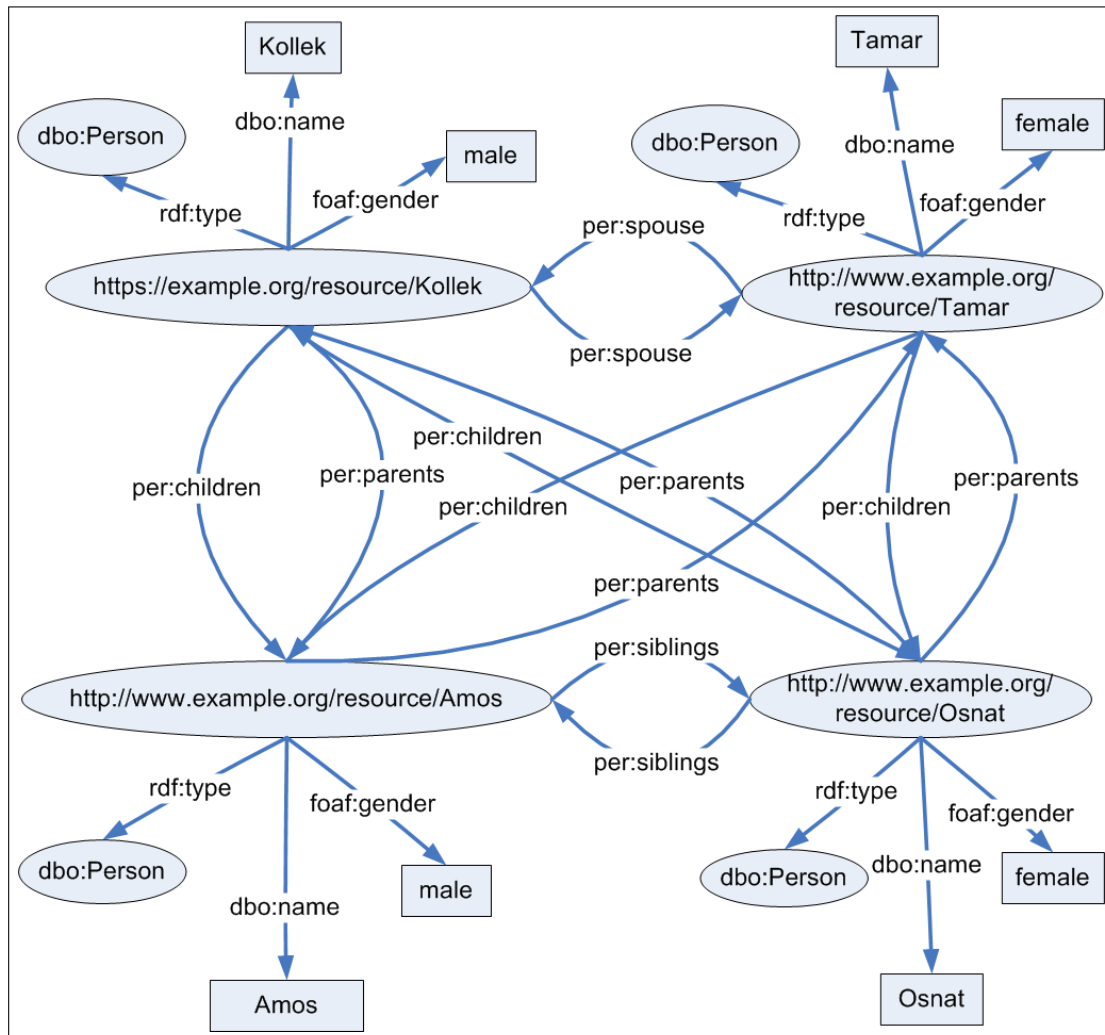 Kollek
Tamar
dbo:Person
dbo:name
male
dbo:Person
dbo:name
female
rdf:type
foaf:gender
rdf:type
foaf:gender
per:spouse
https://example.org/resource/Kollek
http://www.example.org/
resource/Tamar
per:spouse
per:children
per:children
per:parents
per:parents
per:parents
per:children
per:children
per:parents
per:siblings
http://www.example.org/resource/Amos
http://www.example.org/
resource/Osnat
per:siblings
rdf:type
foaf:gender
rdf:type
foaf:gender
dbo:Person
male
dbo:name
dbo:Person
dbo:name
female
Amos
Osnat